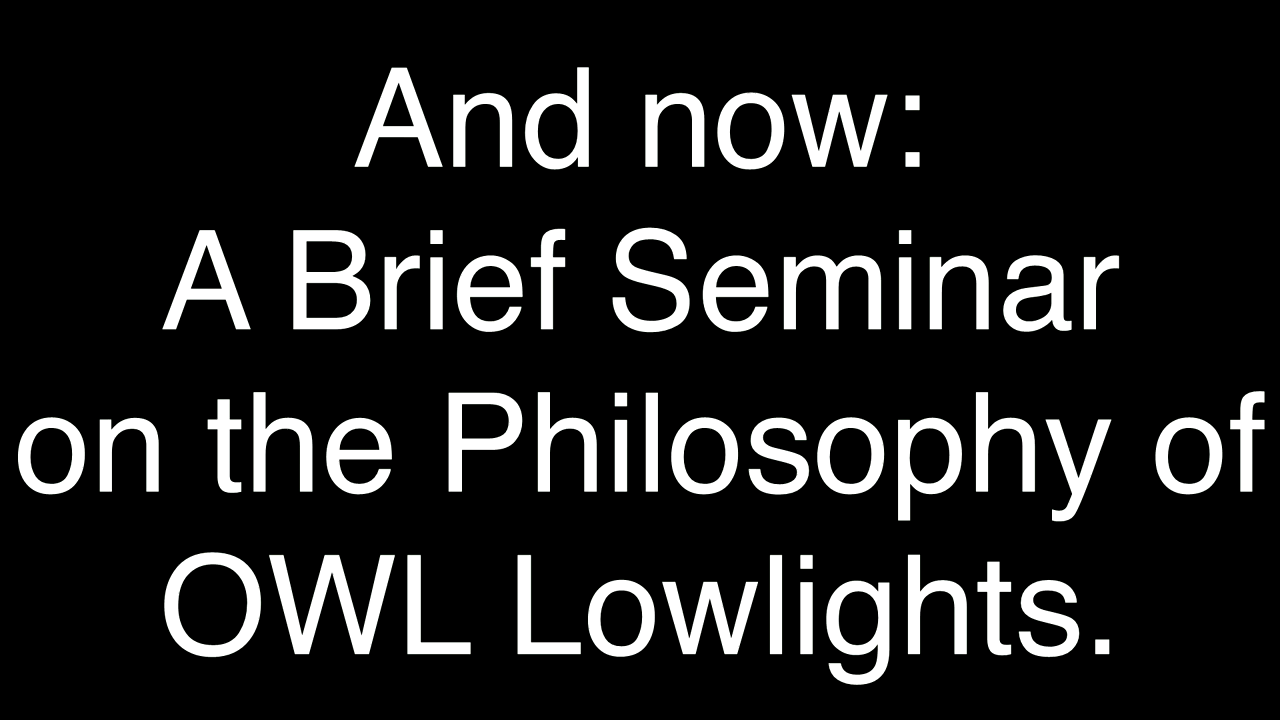 And now:
A Brief Seminar
on the Philosophy of
OWL Lowlights.